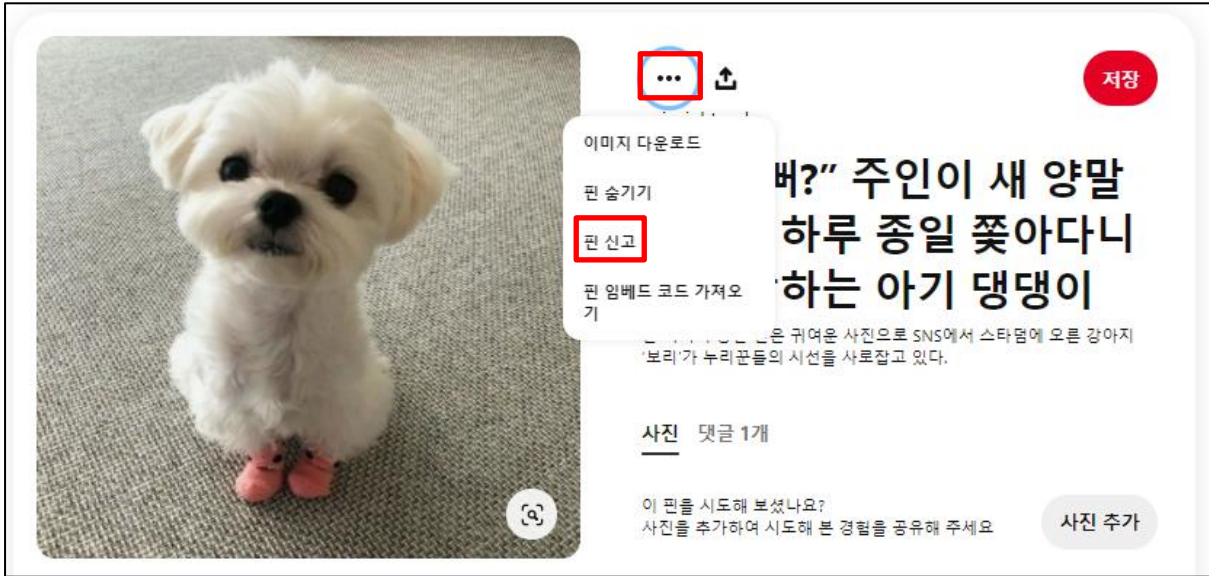 저장
이미지 다운로드
핀 숨기기
핀 신고
핀 임베드 코드 가져오
기
주인이 새 양말
하루 종일 쫓아다니
하는 아기 댕댕이
귀여운 사진으로 SNS에서 스타덤에 오른 강아지
'보리'가 누리꾼들의 시선을 사로잡고 있다.
사진 댓글 1개
이 핀을 시도해 보셨나요?
사진을 추가하여 시도해 본 경험을 공유해 주세요
사진 추가